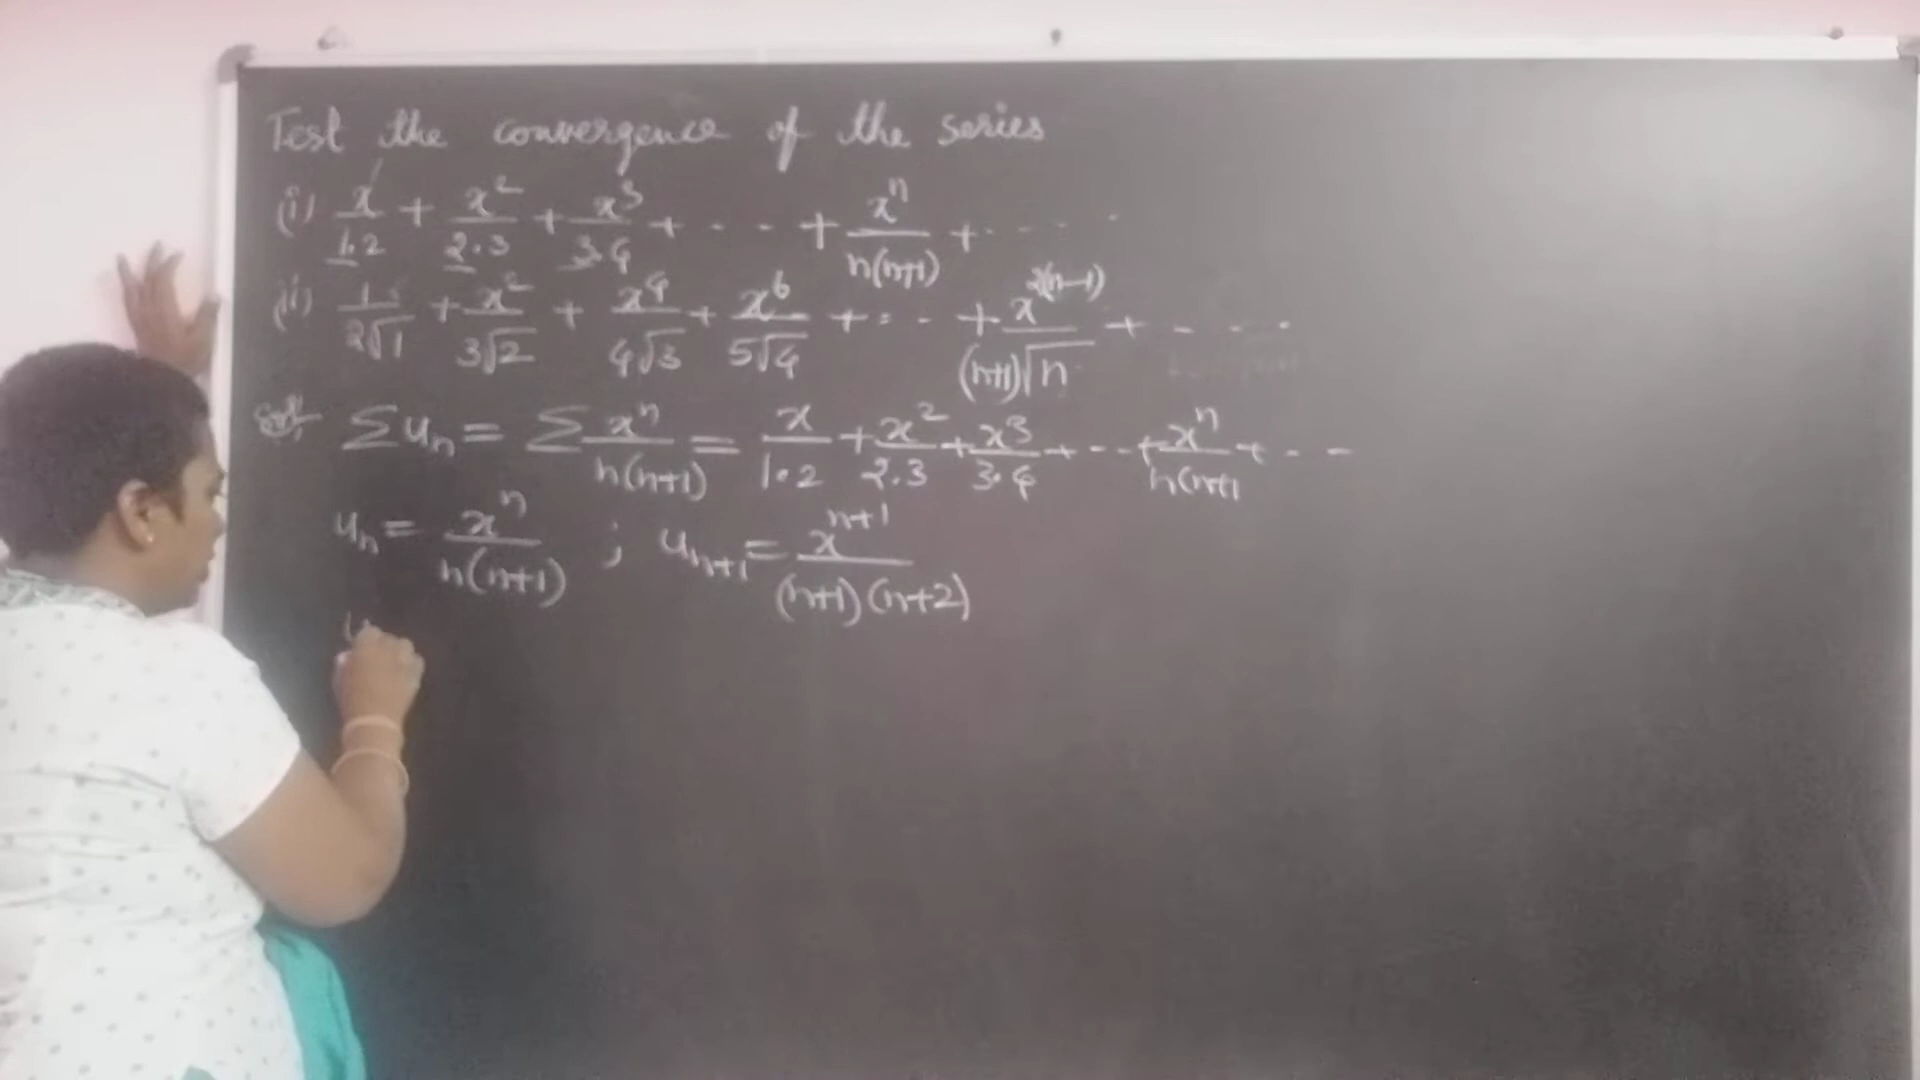 Test the convergence of the series
(i) x/1.2 + x²/2.3 + x³/3.4 + - - - + xⁿ/n(n+1) + - - - -
(ii) 1/2√1 + x²/3√2 + x⁴/4√3 + x⁶/5√4 + - - - + x²⁽ⁿ⁻¹⁾/(n+1)√n + - - - -
Sol: Σuₙ = Σ xⁿ/n(n+1) = x/1.2 + x²/2.3 + x³/3.4 + - - + xⁿ/n(n+1 + - - -
uₙ = xⁿ/n(n+1) ; uₙ₊₁ = xⁿ⁺¹/(n+1)(n+2)